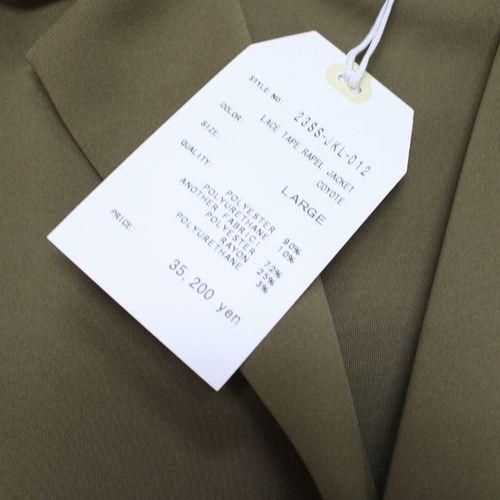 STYLE NO: 23SS-JKL-012
LACE TAPE RAPEL JACKET
COLOR: COYOTE
SIZE: LARGE
QUALITY:
POLYESTER 90%
POLYURETHANE 10%
ANOTHER FABRIC:
POLYESTER 72%
RAYON 25%
POLYURETHANE 3%
PRICE: 35,200 yen